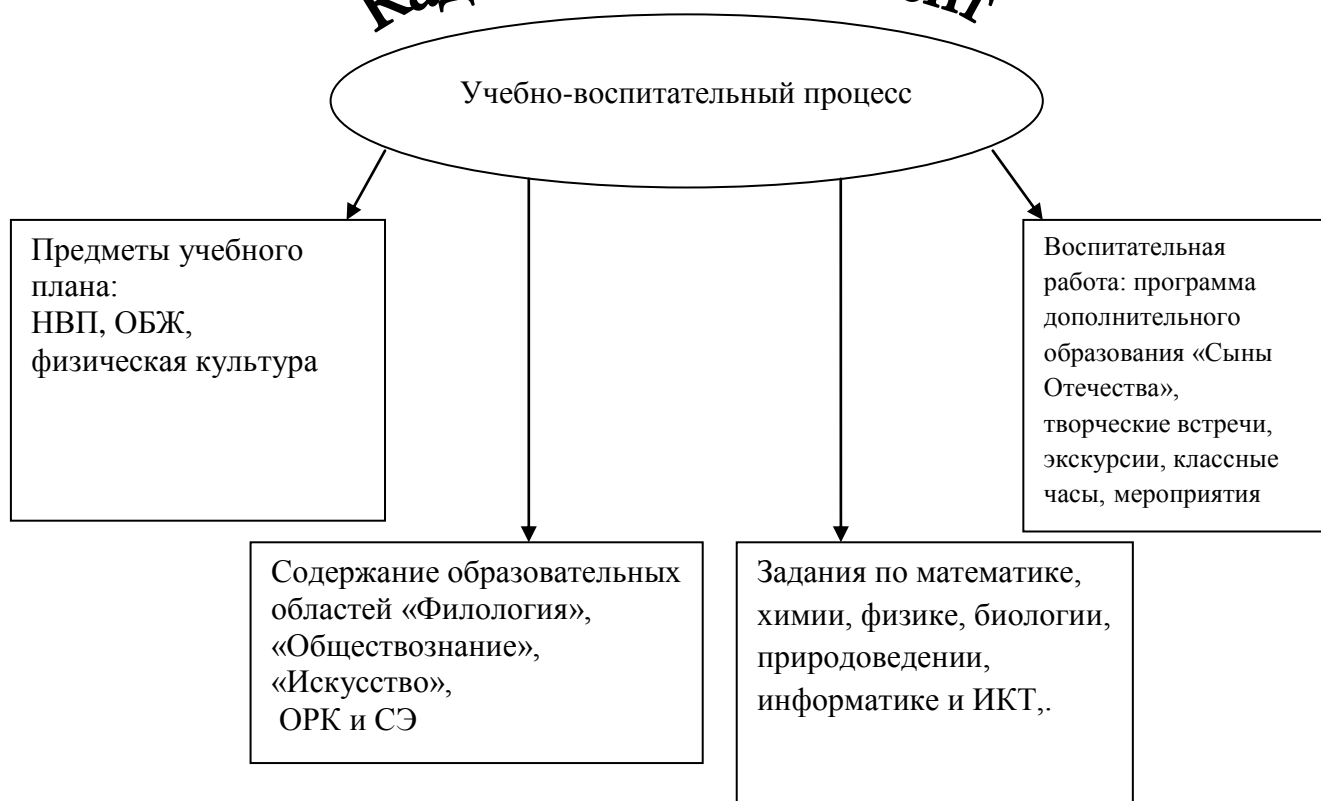 Учебно-воспитательный процесс
Предметы учебного
плана:
НВП, ОБЖ,
физическая культура
Воспитательная
работа: программа
дополнительного
образования «Сыны
Отечества»,
творческие встречи,
экскурсии, классные
часы, мероприятия
Содержание образовательных
областей «Филология»,
«Обществознание»,
«Искусство»,
ОРК и СЭ
Задания по математике,
химии, физике, биологии,
природоведении,
информатике и ИКТ,.